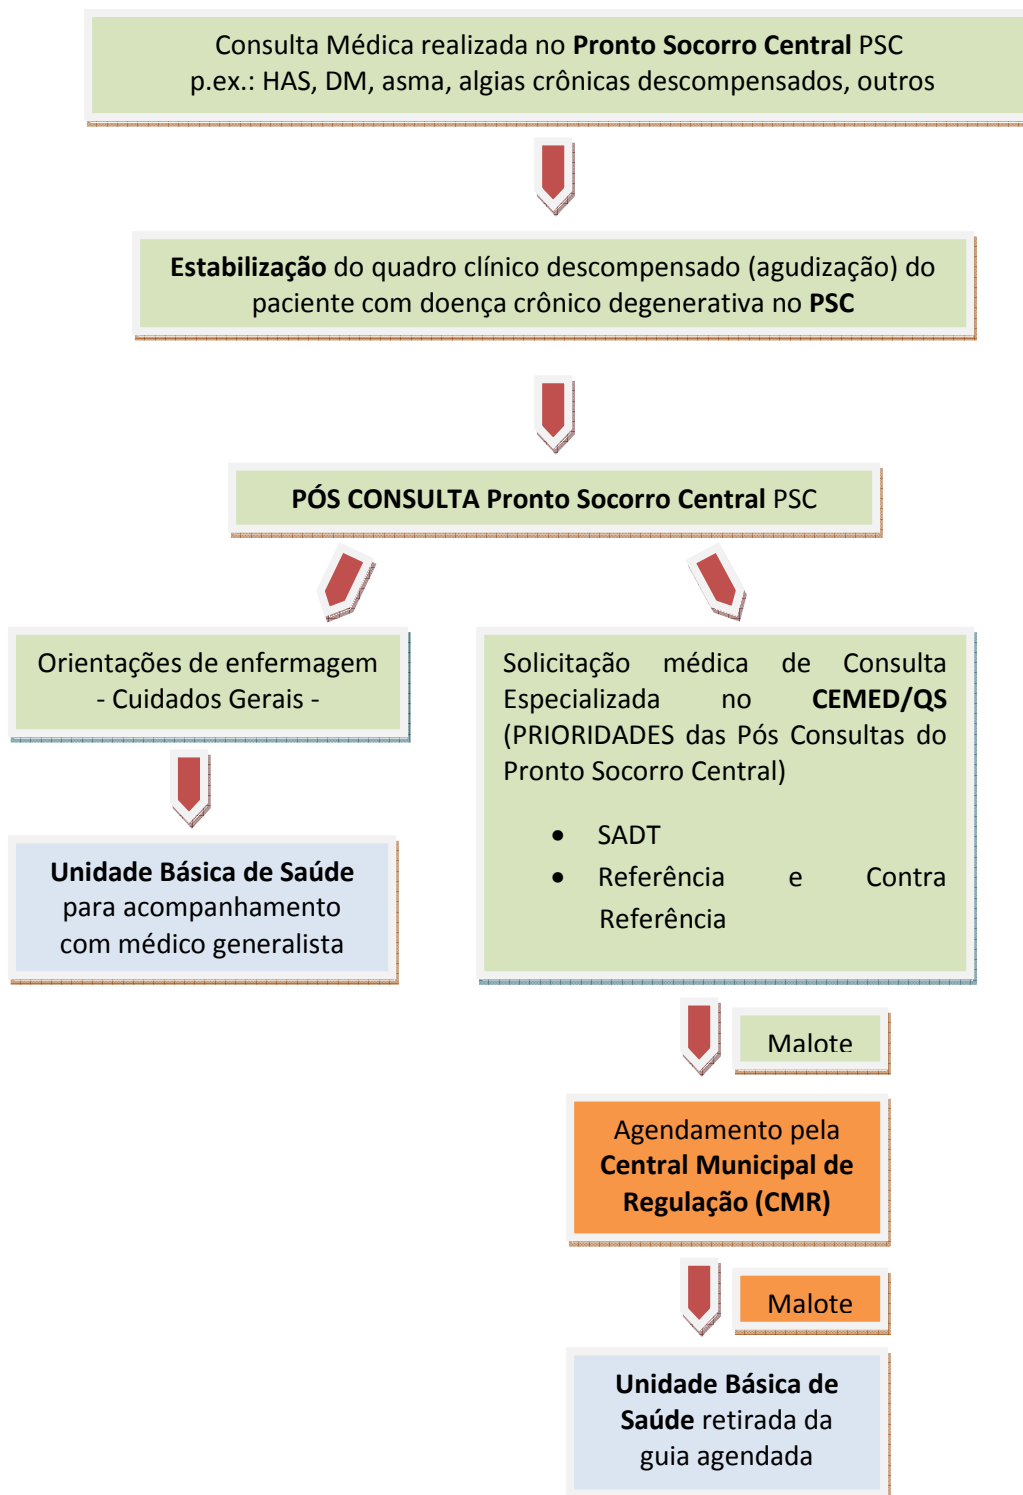 Consulta Médica realizada no Pronto Socorro Central PSC
p.ex.: HAS, DM, asma, algias crônicas descompensados, outros
Estabilização do quadro clínico descompensado (agudização) do
paciente com doença crônico degenerativa no PSC
PÓS CONSULTA Pronto Socorro Central PSC
Orientações de enfermagem
- Cuidados Gerais -
Unidade Básica de Saúde
para acompanhamento
com médico generalista
Solicitação médica de Consulta
Especializada no CEMED/QS
(PRIORIDADES das Pós Consultas do
Pronto Socorro Central)
• SADT
• Referência e Contra
Referência
Malote
Agendamento pela
Central Municipal de
Regulação (CMR)
Malote
Unidade Básica de
Saúde retirada da
guia agendada